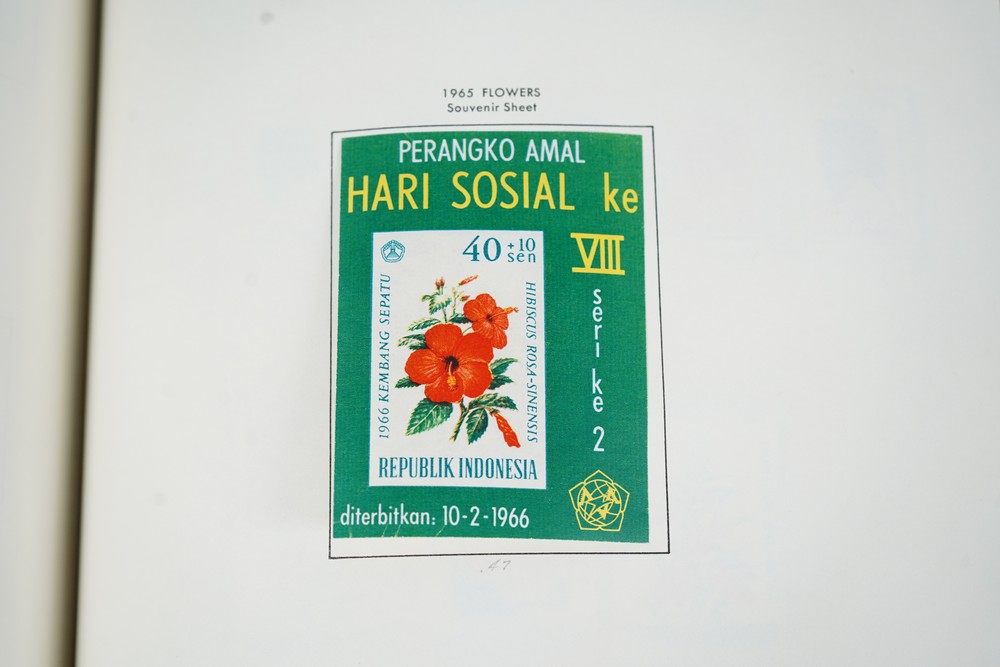 1965 FLOWERS
Souvenir Sheet
PERANGKO AMAL
HARI SOSIAL ke
VIII
seri ke 2
40 +10 sen
1966 KEMBANG SEPATU
HIBISCUS ROSA-SINENSIS
REPUBLIK INDONESIA
diterbitkan: 10-2-1966
.47